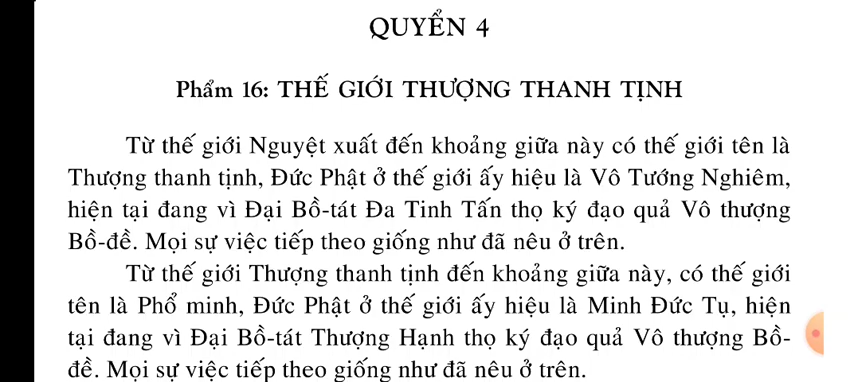 QUYỂN 4
Phẩm 16: THẾ GIỚI THƯỢNG THANH TỊNH
Từ thế giới Nguyệt xuất đến khoảng giữa này có thế giới tên là
Thượng thanh tịnh, Đức Phật ở thế giới ấy hiệu là Vô Tướng Nghiêm,
hiện tại đang vì Đại Bồ-tát Đa Tinh Tấn thọ ký đạo quả Vô thượng
Bồ-đề. Mọi sự việc tiếp theo giống như đã nêu ở trên.
Từ thế giới Thượng thanh tịnh đến khoảng giữa này, có thế giới
tên là Phổ minh, Đức Phật ở thế giới ấy hiệu là Minh Đức Tụ, hiện
tại đang vì Đại Bồ-tát Thượng Hạnh thọ ký đạo quả Vô thượng Bồ-
đề. Mọi sự việc tiếp theo giống như đã nêu ở trên.